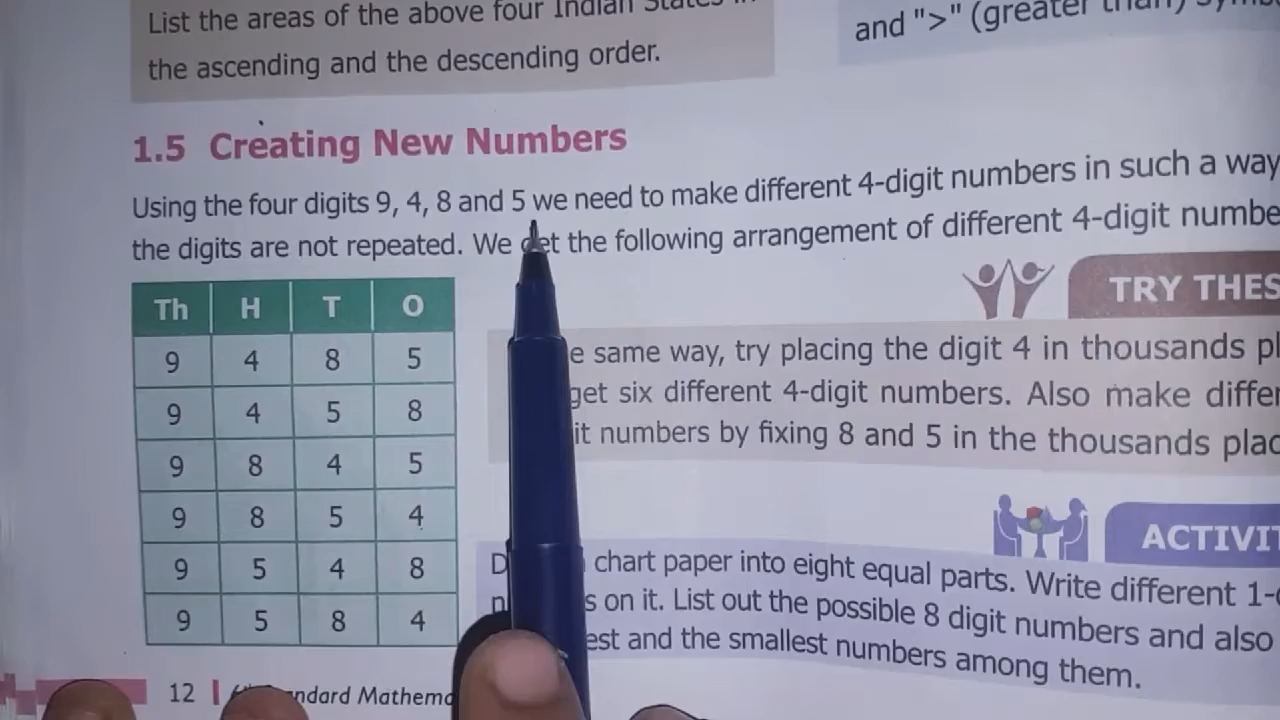 List the areas of the above four Indian States in
the ascending and the descending order.
and ">" (greater than)
1.5 Creating New Numbers
Using the four digits 9, 4, 8 and 5 we need to make different 4-digit numbers in such a way
the digits are not repeated. We get the following arrangement of different 4-digit numbe
Th H T O
9 4 8 5
9 4 5 8
9 8 4 5
9 8 5 4
9 5 4 8
9 5 8 4
TRY THES
e same way, try placing the digit 4 in thousands pl
get six different 4-digit numbers. Also make differ
it numbers by fixing 8 and 5 in the thousands plac
ACTIVIT
chart paper into eight equal parts. Write different 1-
s on it. List out the possible 8 digit numbers and also
est and the smallest numbers among them.
12
ndard Mathema